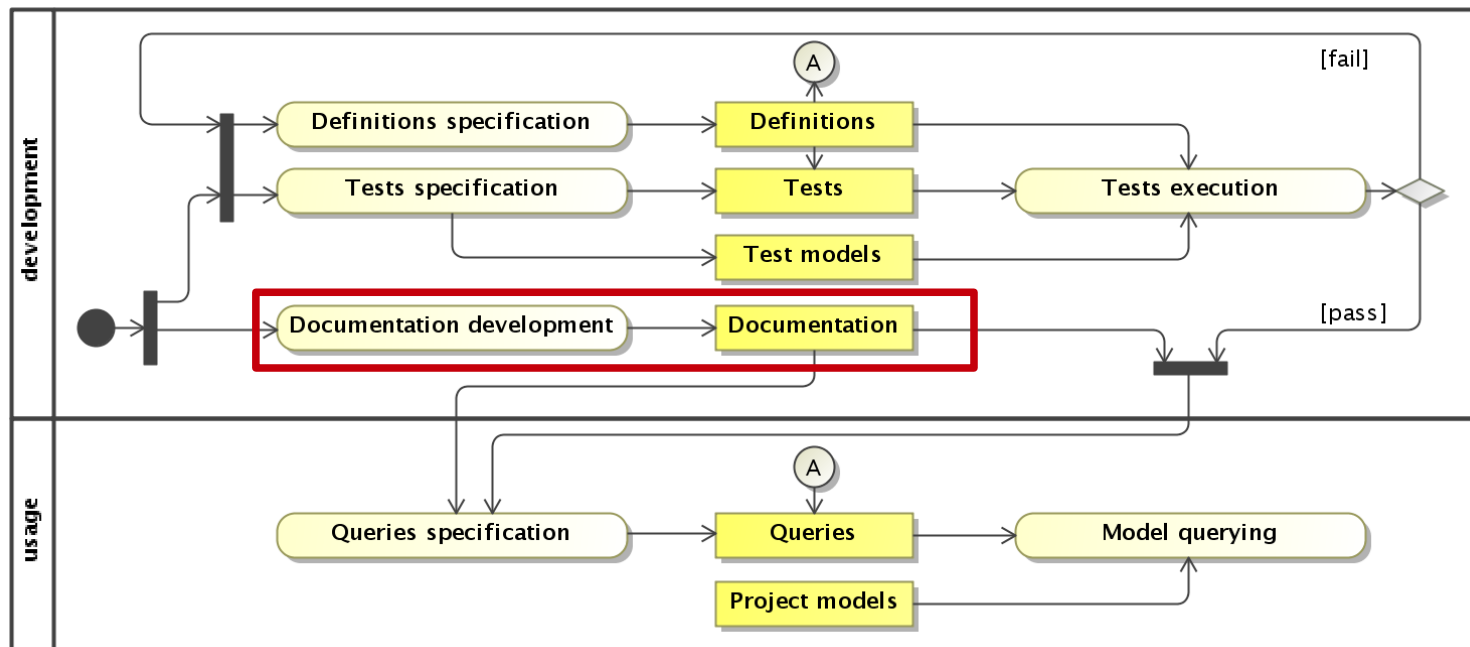 development
[fail]
A
Definitions specification
Definitions
Tests specification
Tests
Tests execution
Test models
Documentation development
Documentation
[pass]
usage
A
Queries specification
Queries
Model querying
Project models